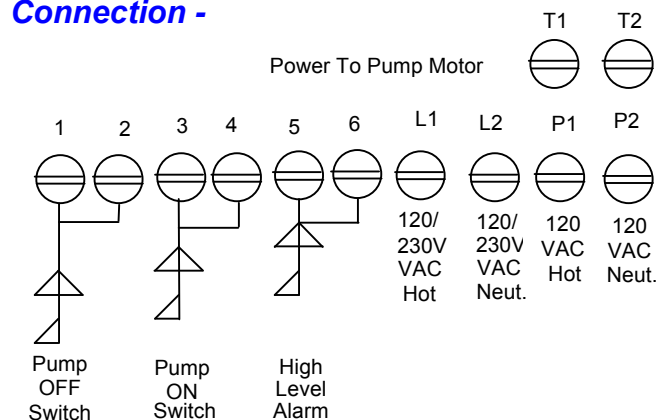 Connection -
T1 T2
Power To Pump Motor
1 2 3 4 5 6 L1 L2 P1 P2
120/ 120/ 120 120
230V 230V VAC VAC
VAC VAC Hot Neut.
Hot Neut.
Pump Pump High
OFF ON Level
Switch Switch Alarm